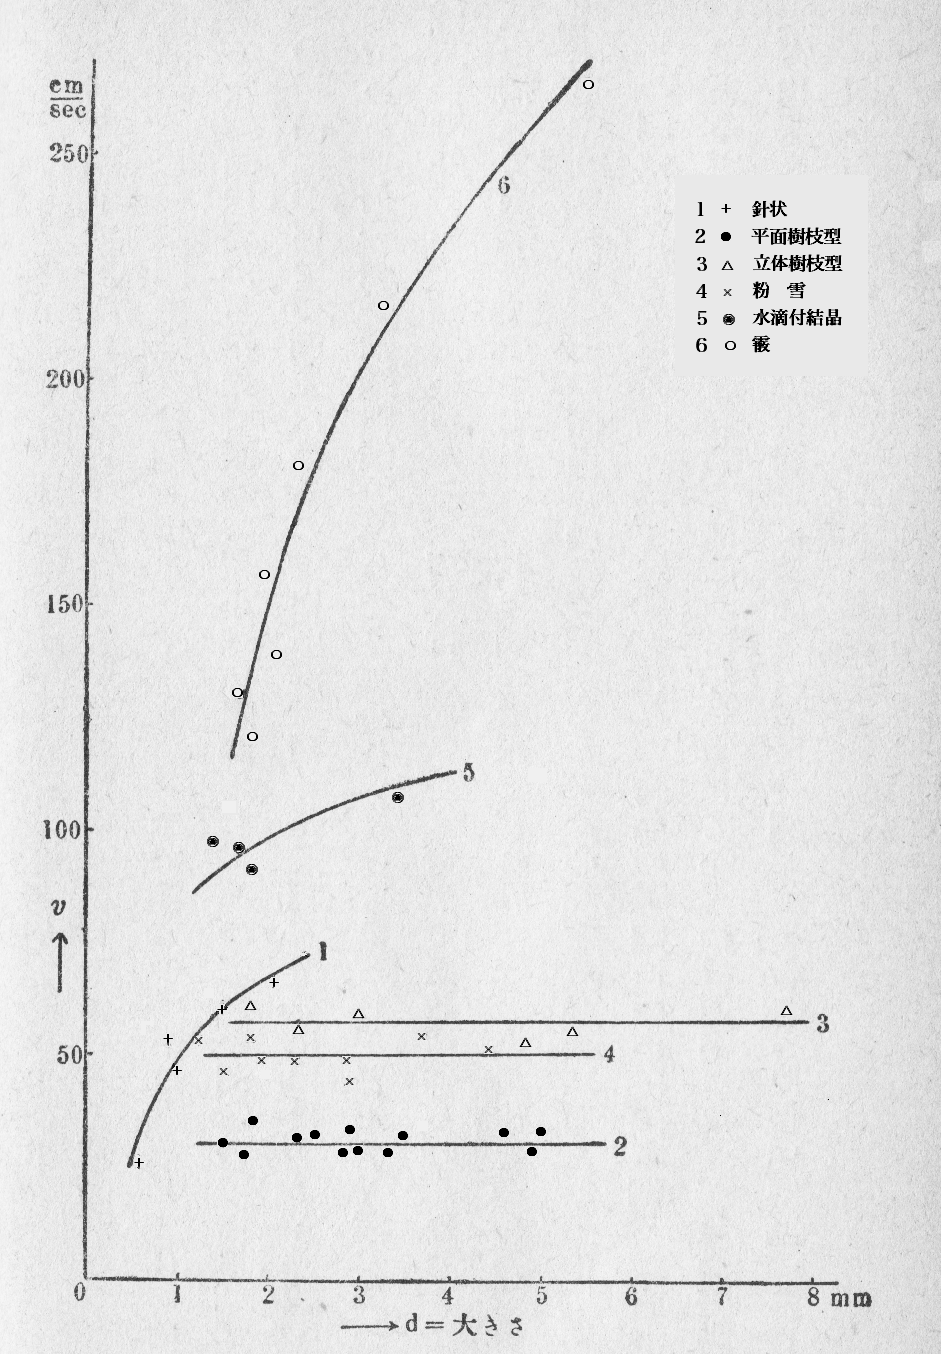 cm
sec
250
6
1 + 針状
2 ● 平面樹枝型
3 △ 立体樹枝型
4 × 粉 雪
5 ◉ 水滴付結晶
6 ○ 霰
200
150
5
100
v
1
3
50
4
2
0 1 2 3 4 5 6 7 8 mm
d = 大きさ